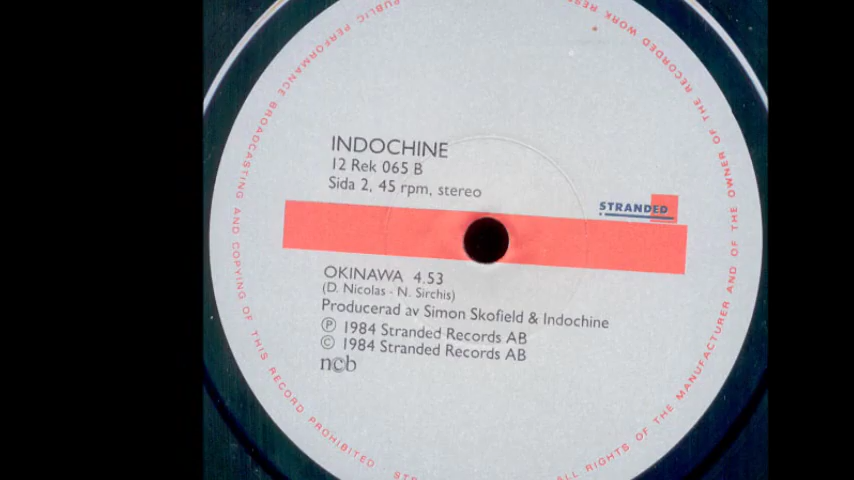 INDOCHINE
12 Rek 065 B
Sida 2, 45 rpm, stereo
STRANDED
OKINAWA 4.53
(D. Nicolas - N. Sirchis)
Producerad av Simon Skofield & Indochine
Ⓟ 1984 Stranded Records AB
© 1984 Stranded Records AB
ncb
ALL RIGHTS OF THE MANUFACTURER AND OF THE OWNER OF THE RECORDED WORK
PUBLIC PERFORMANCE BROADCASTING AND COPYING OF THIS RECORD PROHIBITED